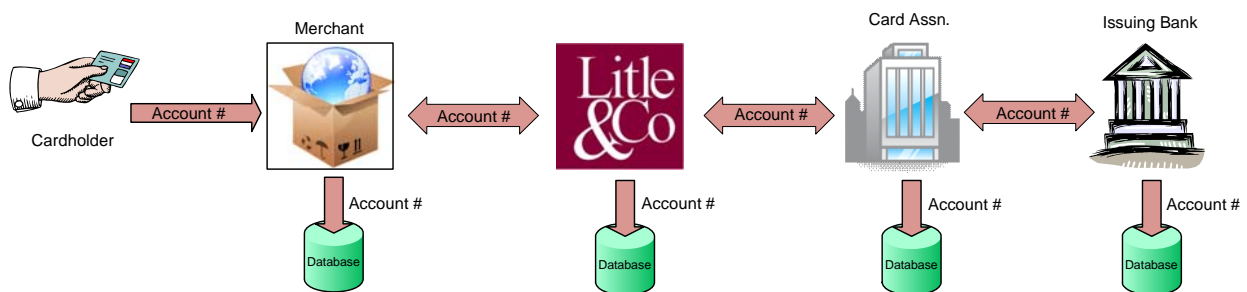 Merchant
Card Assn.
Issuing Bank
Litle
&Co
Account #
Account #
Account #
Account #
Cardholder
Account #
Account #
Account #
Account #
Database
Database
Database
Database